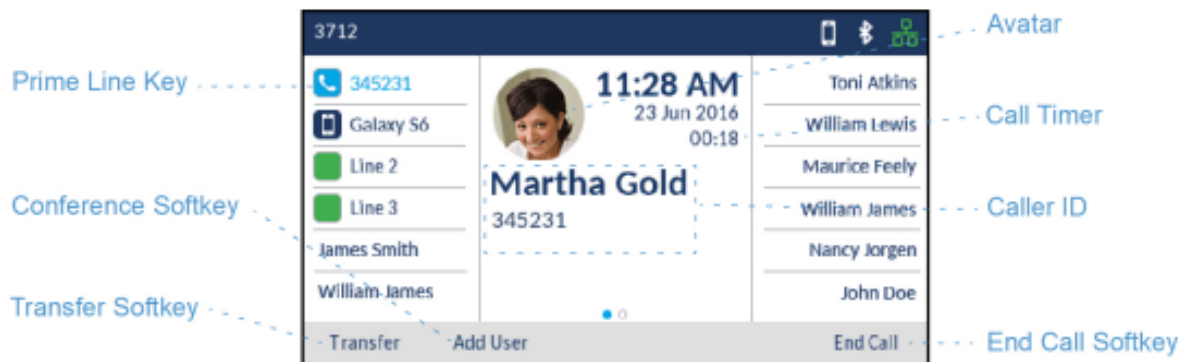 3712
Avatar
Prime Line Key
345231
11:28 AM
Toni Atkins
Galaxy S6
23 Jun 2016
William Lewis
Call Timer
00:18
Line 2
Maurice Feely
Conference Softkey
Martha Gold
Line 3
345231
William James
Caller ID
James Smith
Nancy Jorgen
William James
John Doe
Transfer Softkey
Transfer
Add User
End Call
End Call Softkey